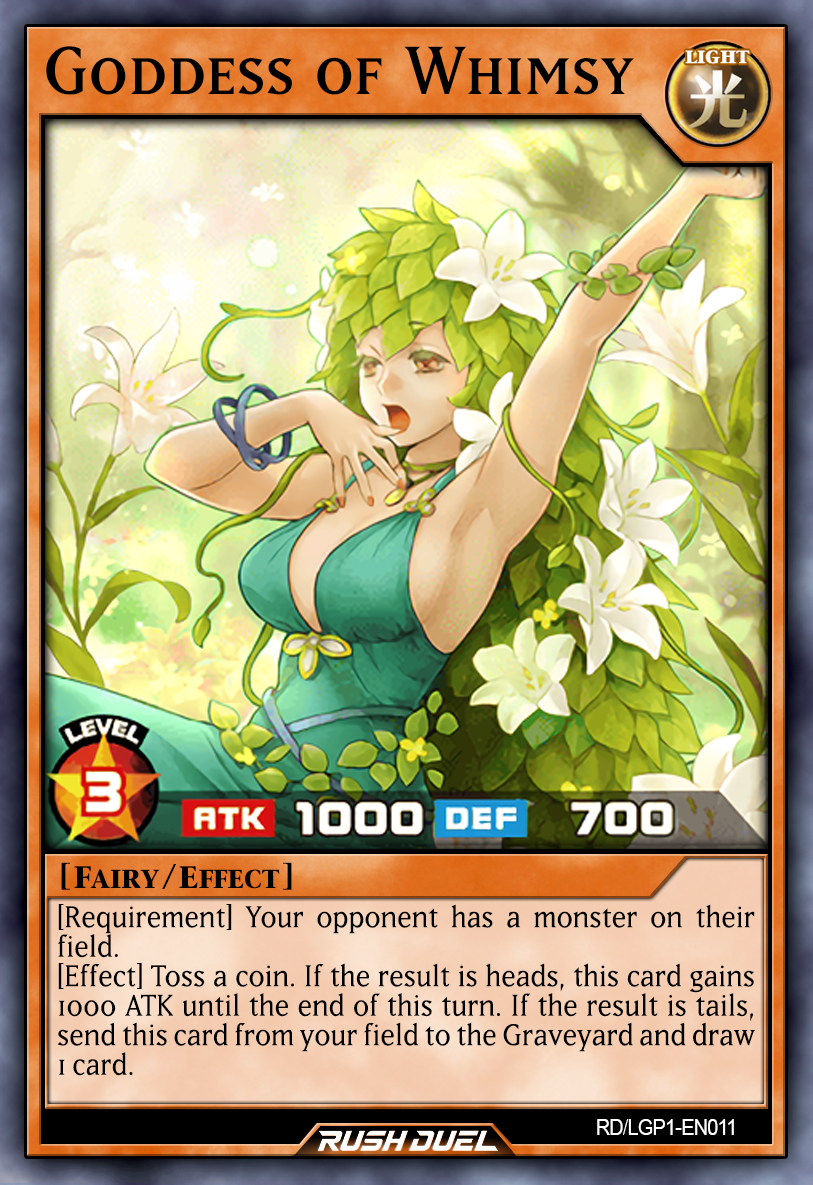 Goddess of Whimsy
LIGHT
光
LEVEL
3
ATK 1000 DEF 700
[Fairy/Effect]
[Requirement] Your opponent has a monster on their
field.
[Effect] Toss a coin. If the result is heads, this card gains
1000 ATK until the end of this turn. If the result is tails,
send this card from your field to the Graveyard and draw
1 card.
RD/LGP1-EN011
RUSH DUEL